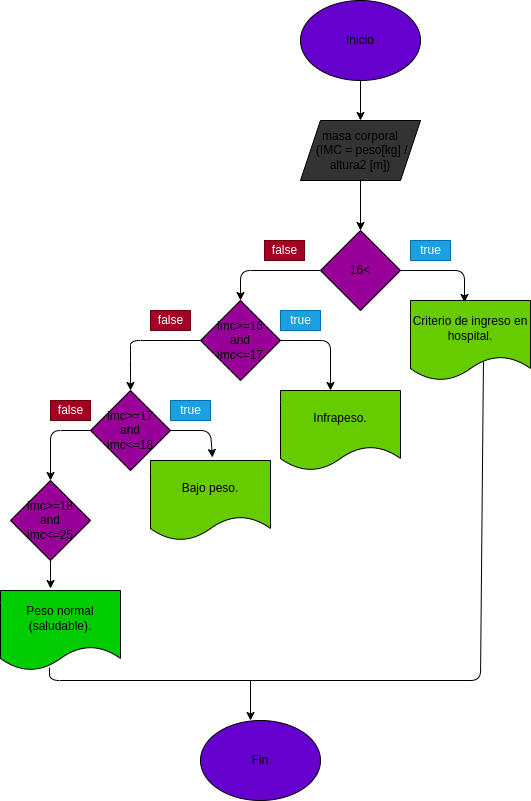 Inicio
masa corporal
(IMC = peso[kg] /
altura2 [m])
false
true
16<
false
true
imc>=16
and
imc<=17
Criterio de ingreso en
hospital.
false
true
imc>=17
and
imc<=18
Infrapeso.
Bajo peso.
imc>=18
and
imc<=25
Peso normal
(saludable).
Fin